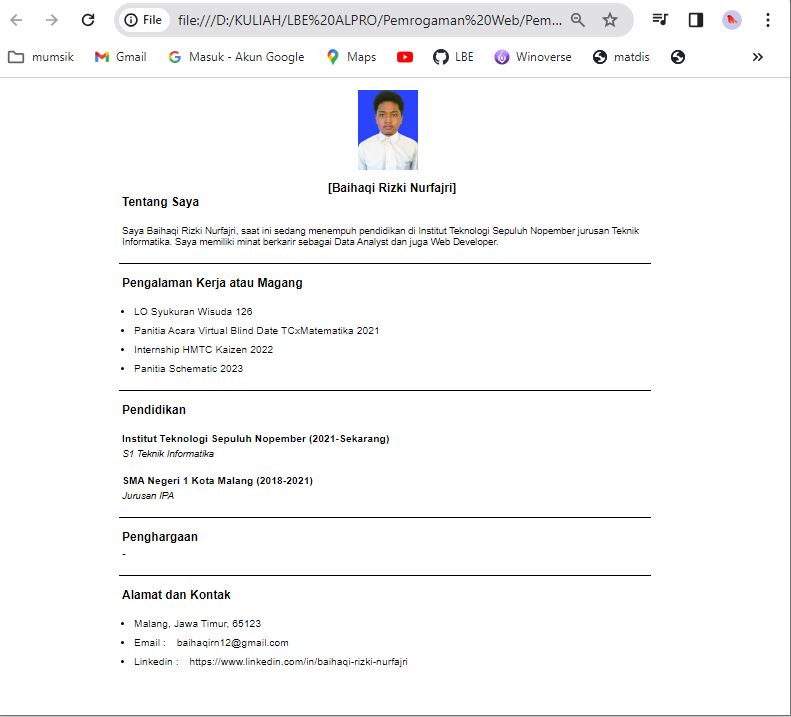 File
file:///D:/KULIAH/LBE%20ALPRO/Pemrogaman%20Web/Pem...
mumsik
Gmail
Masuk - Akun Google
Maps
LBE
Winoverse
matdis
[Baihaqi Rizki Nurfajri]
Tentang Saya
Saya Baihaqi Rizki Nurfajri, saat ini sedang menempuh pendidikan di Institut Teknologi Sepuluh Nopember jurusan Teknik
Informatika. Saya memiliki minat berkarir sebagai Data Analyst dan juga Web Developer.
Pengalaman Kerja atau Magang
• LO Syukuran Wisuda 126
• Panitia Acara Virtual Blind Date TCxMatematika 2021
• Internship HMTC Kaizen 2022
• Panitia Schematic 2023
Pendidikan
Institut Teknologi Sepuluh Nopember (2021-Sekarang)
S1 Teknik Informatika
SMA Negeri 1 Kota Malang (2018-2021)
Jurusan IPA
Penghargaan
-
Alamat dan Kontak
• Malang, Jawa Timur, 65123
• Email : baihaqirn12@gmail.com
• Linkedin : https://www.linkedin.com/in/baihaqi-rizki-nurfajri